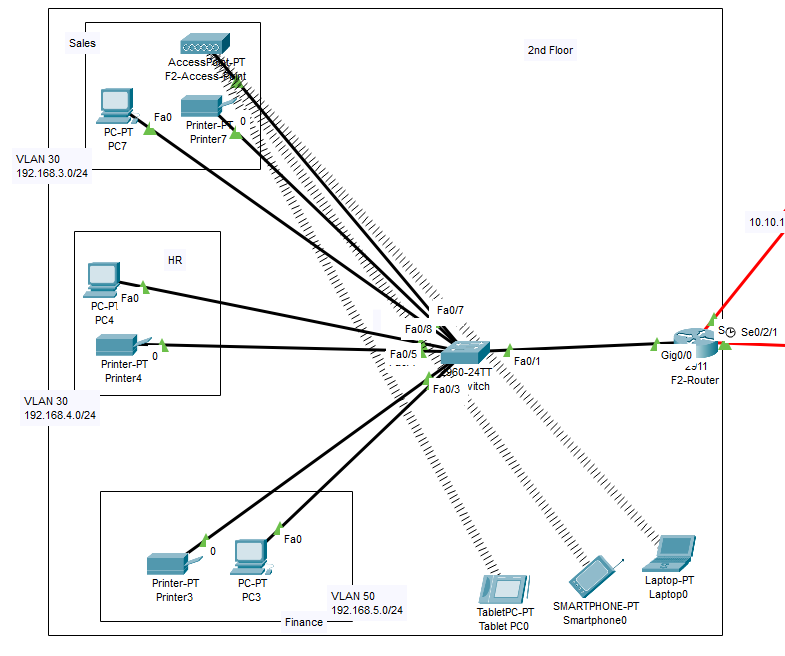 Sales
2nd Floor
AccessPoint-PT
F2-Access-Point
PC-PT
PC7
Fa0
Printer-PT
Printer7
0
VLAN 30
192.168.3.0/24
HR
PC-PT
PC4
Fa0
Printer-PT
Printer4
0
VLAN 30
192.168.4.0/24
Fa0/7
Fa0/8
Fa0/5
Fa0/3
960-24TT
witch
Fa0/1
Gig0/0
2911
F2-Router
S
Se0/2/1
10.10.1
0
Fa0
Printer-PT
Printer3
PC-PT
PC3
VLAN 50
192.168.5.0/24
Finance
TabletPC-PT
Tablet PC0
SMARTPHONE-PT
Smartphone0
Laptop-PT
Laptop0